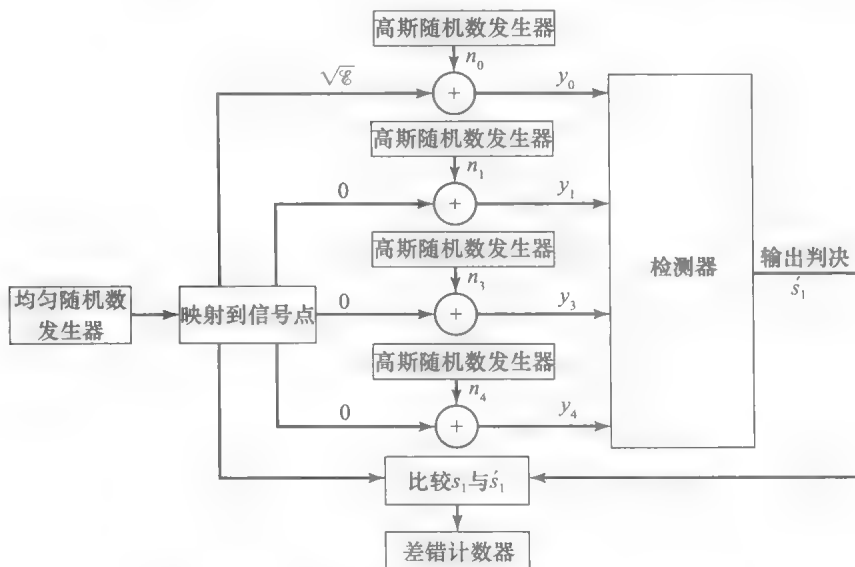 高斯随机数发生器
n₀
√ℰ
+
y₀
高斯随机数发生器
n₁
0
+
y₁
高斯随机数发生器
n₃
0
+
y₃
均匀随机数
发生器
映射到信号点
检测器
输出判决
s′₁
高斯随机数发生器
n₄
0
+
y₄
比较s₁与s′₁
差错计数器